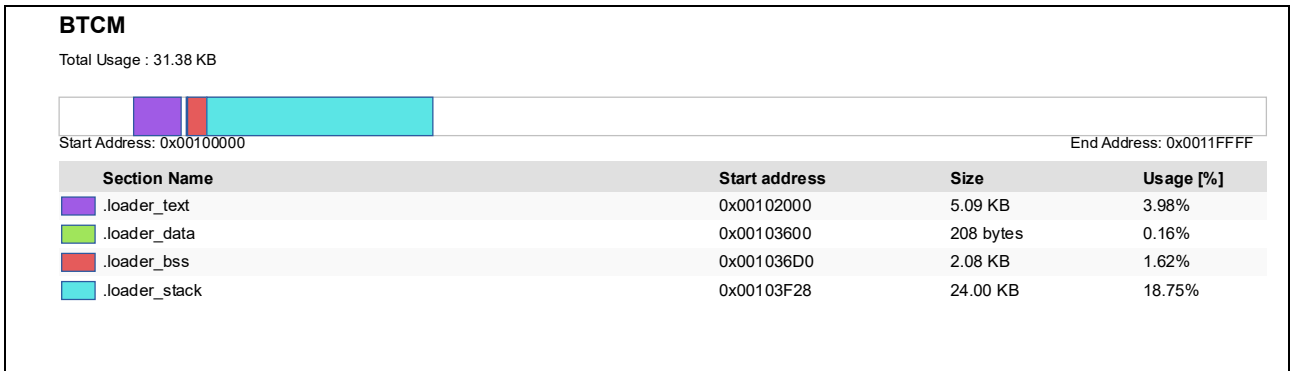 BTCM
Total Usage : 31.38 KB
Start Address: 0x00100000 End Address: 0x0011FFFF
Section Name Start address Size Usage [%]
.loader_text 0x00102000 5.09 KB 3.98%
.loader_data 0x00103600 208 bytes 0.16%
.loader_bss 0x001036D0 2.08 KB 1.62%
.loader_stack 0x00103F28 24.00 KB 18.75%